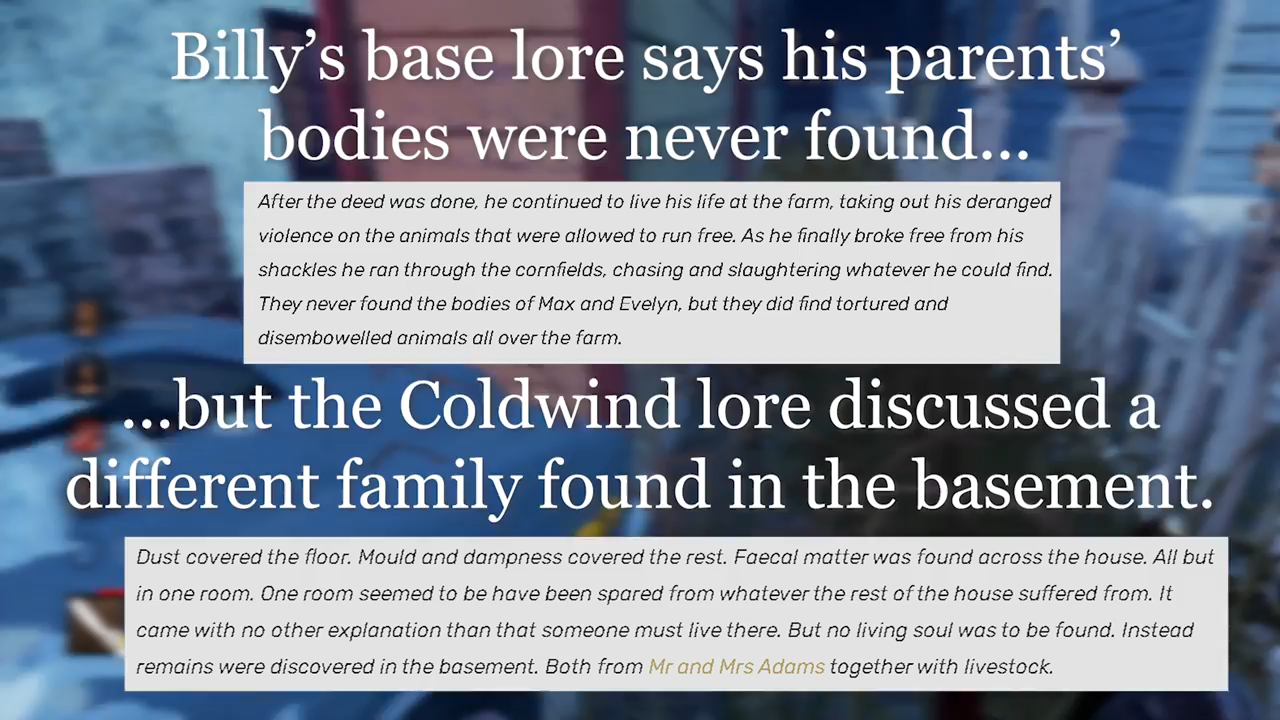 Billy’s base lore says his parents’
bodies were never found...
After the deed was done, he continued to live his life at the farm, taking out his deranged
violence on the animals that were allowed to run free. As he finally broke free from his
shackles he ran through the cornfields, chasing and slaughtering whatever he could find.
They never found the bodies of Max and Evelyn, but they did find tortured and
disembowelled animals all over the farm.
...but the Coldwind lore discussed a
different family found in the basement.
Dust covered the floor. Mould and dampness covered the rest. Faecal matter was found across the house. All but
in one room. One room seemed to be have been spared from whatever the rest of the house suffered from. It
came with no other explanation than that someone must live there. But no living soul was to be found. Instead
remains were discovered in the basement. Both from Mr and Mrs Adams together with livestock.